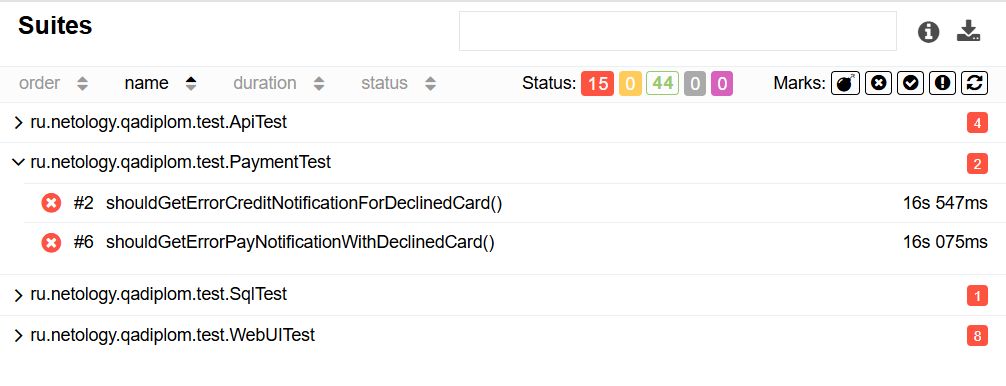 Suites
order name duration status Status: 15 0 44 0 0 Marks:
ru.netology.qadiplom.test.ApiTest 4
ru.netology.qadiplom.test.PaymentTest 2
#2 shouldGetErrorCreditNotificationForDeclinedCard() 16s 547ms
#6 shouldGetErrorPayNotificationWithDeclinedCard() 16s 075ms
ru.netology.qadiplom.test.SqlTest 1
ru.netology.qadiplom.test.WebUITest 8